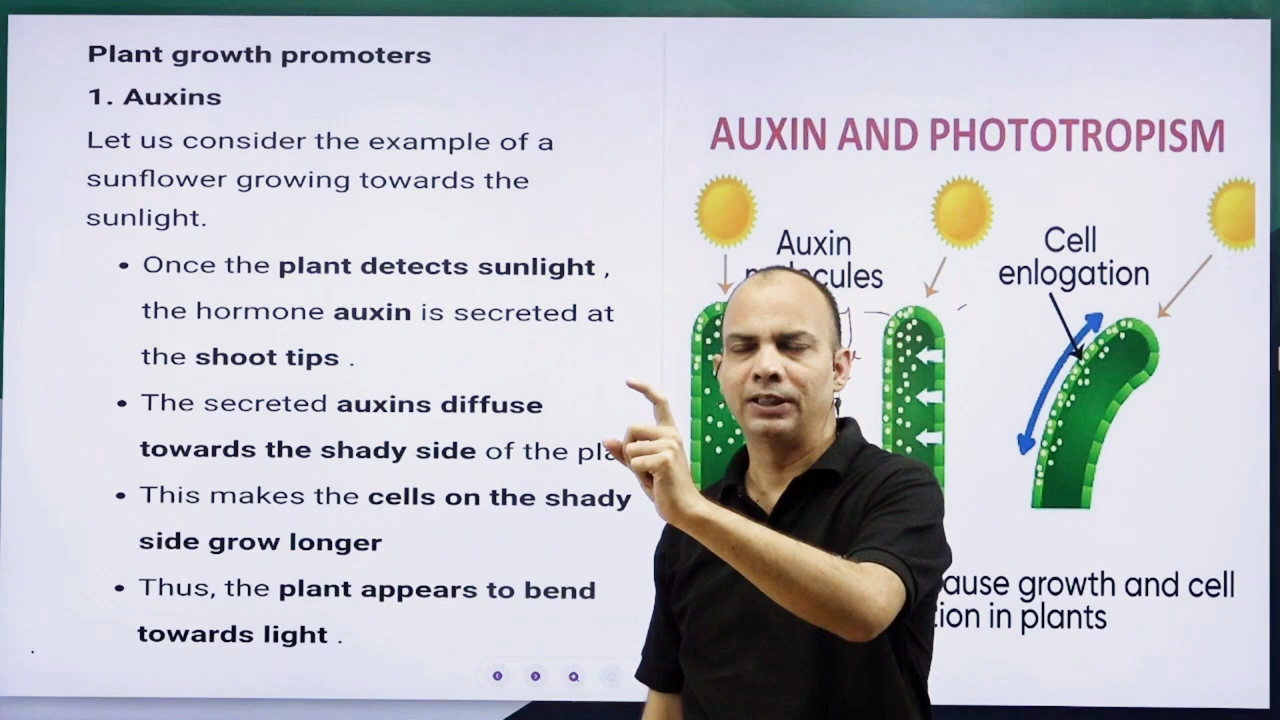 Plant growth promoters
1. Auxins
Let us consider the example of a
sunflower growing towards the
sunlight.
• Once the plant detects sunlight ,
the hormone auxin is secreted at
the shoot tips .
• The secreted auxins diffuse
towards the shady side of the
• This makes the cells on the shady
side grow longer
• Thus, the plant appears to bend
towards light .
AUXIN AND PHOTOTROPISM
Auxin
Cell
enlogation
growth and cell
in plants